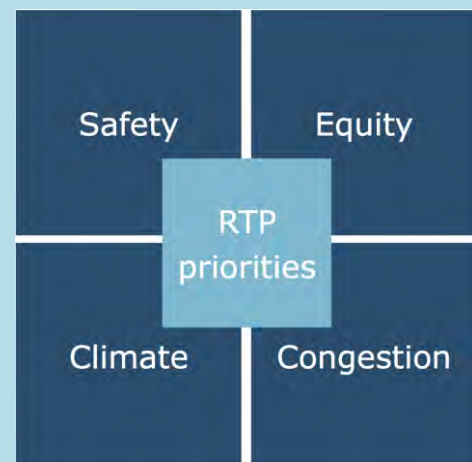 Safety
Equity
RTP
priorities
Climate
Congestion